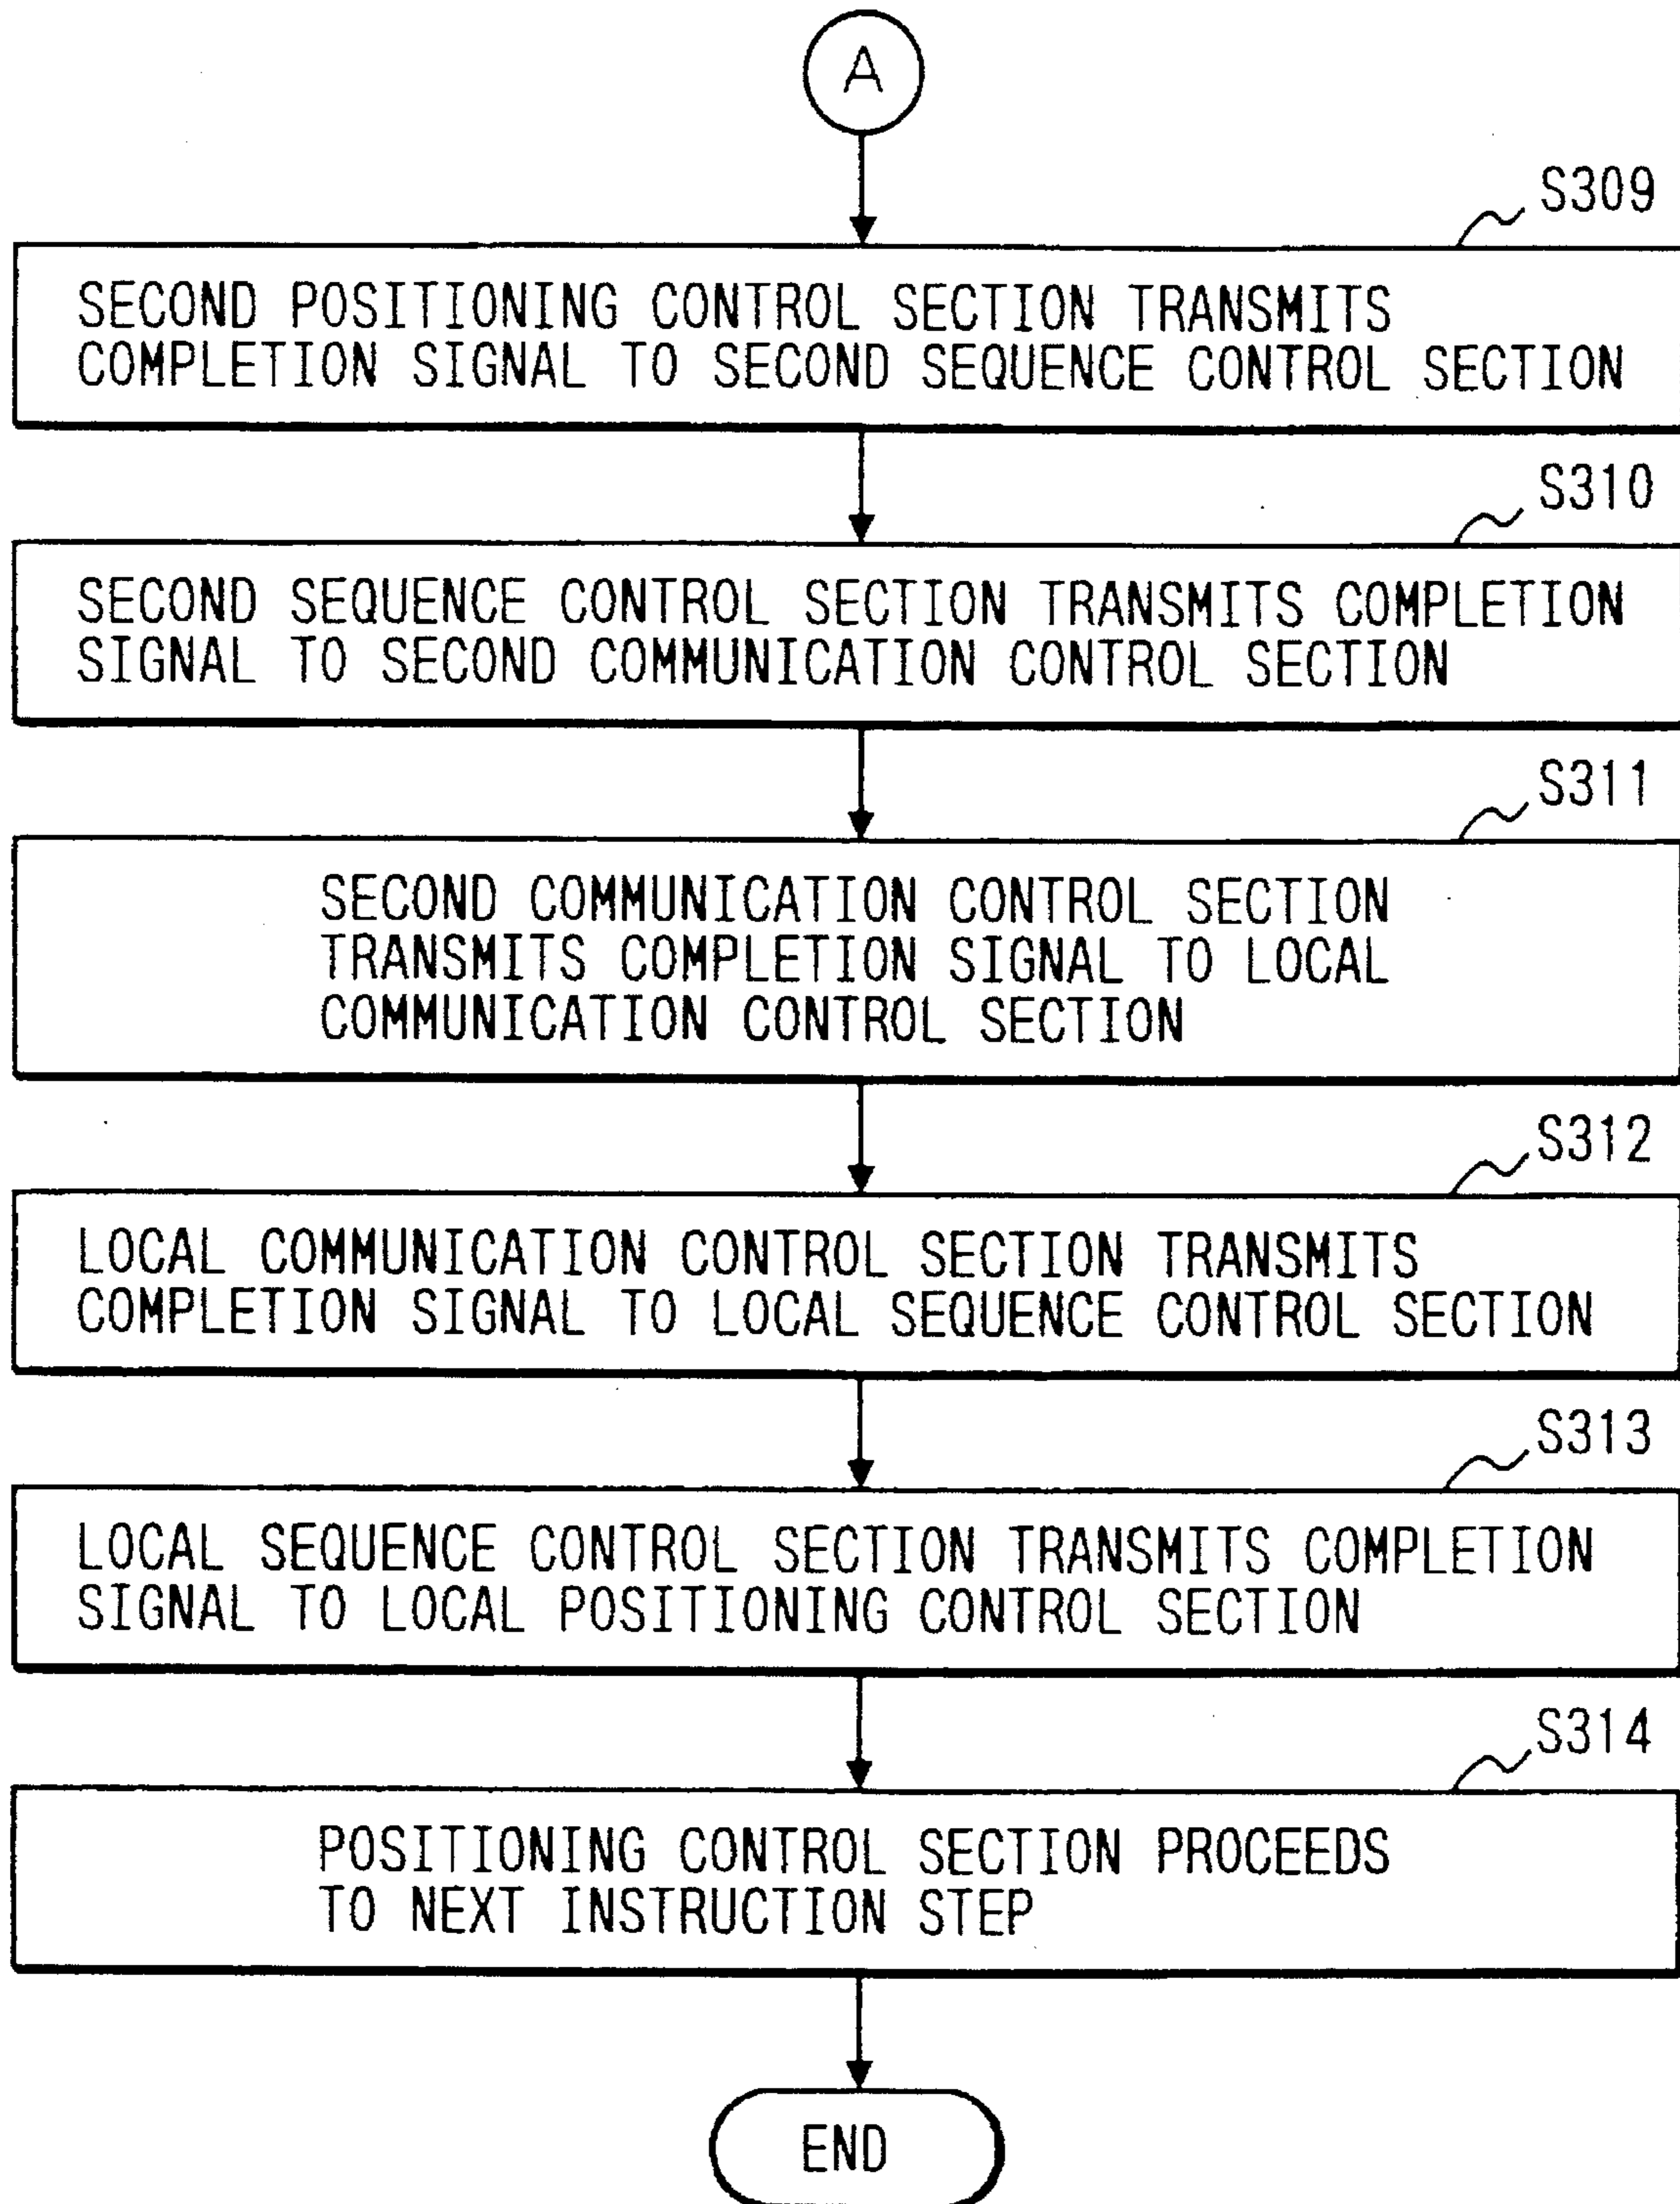 A
S309
SECOND POSITIONING CONTROL SECTION TRANSMITS
COMPLETION SIGNAL TO SECOND SEQUENCE CONTROL SECTION
S310
SECOND SEQUENCE CONTROL SECTION TRANSMITS COMPLETION
SIGNAL TO SECOND COMMUNICATION CONTROL SECTION
S311
SECOND COMMUNICATION CONTROL SECTION
TRANSMITS COMPLETION SIGNAL TO LOCAL
COMMUNICATION CONTROL SECTION
S312
LOCAL COMMUNICATION CONTROL SECTION TRANSMITS
COMPLETION SIGNAL TO LOCAL SEQUENCE CONTROL SECTION
S313
LOCAL SEQUENCE CONTROL SECTION TRANSMITS COMPLETION
SIGNAL TO LOCAL POSITIONING CONTROL SECTION
S314
POSITIONING CONTROL SECTION PROCEEDS
TO NEXT INSTRUCTION STEP
END